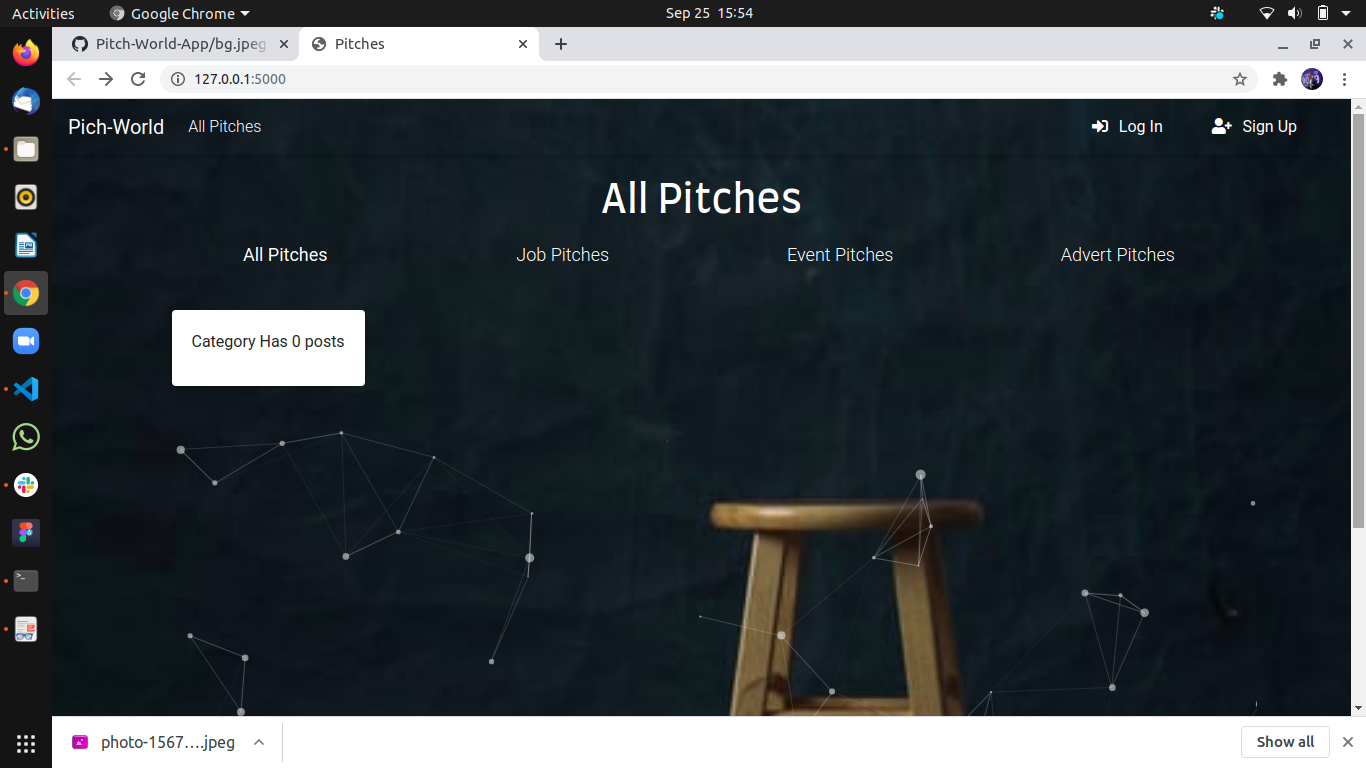 Activities Google Chrome Sep 25 15:54
Pitch-World-App/bg.jpeg Pitches
127.0.0.1:5000
Pich-World All Pitches Log In Sign Up
All Pitches
All Pitches Job Pitches Event Pitches Advert Pitches
Category Has 0 posts
photo-1567….jpeg Show all